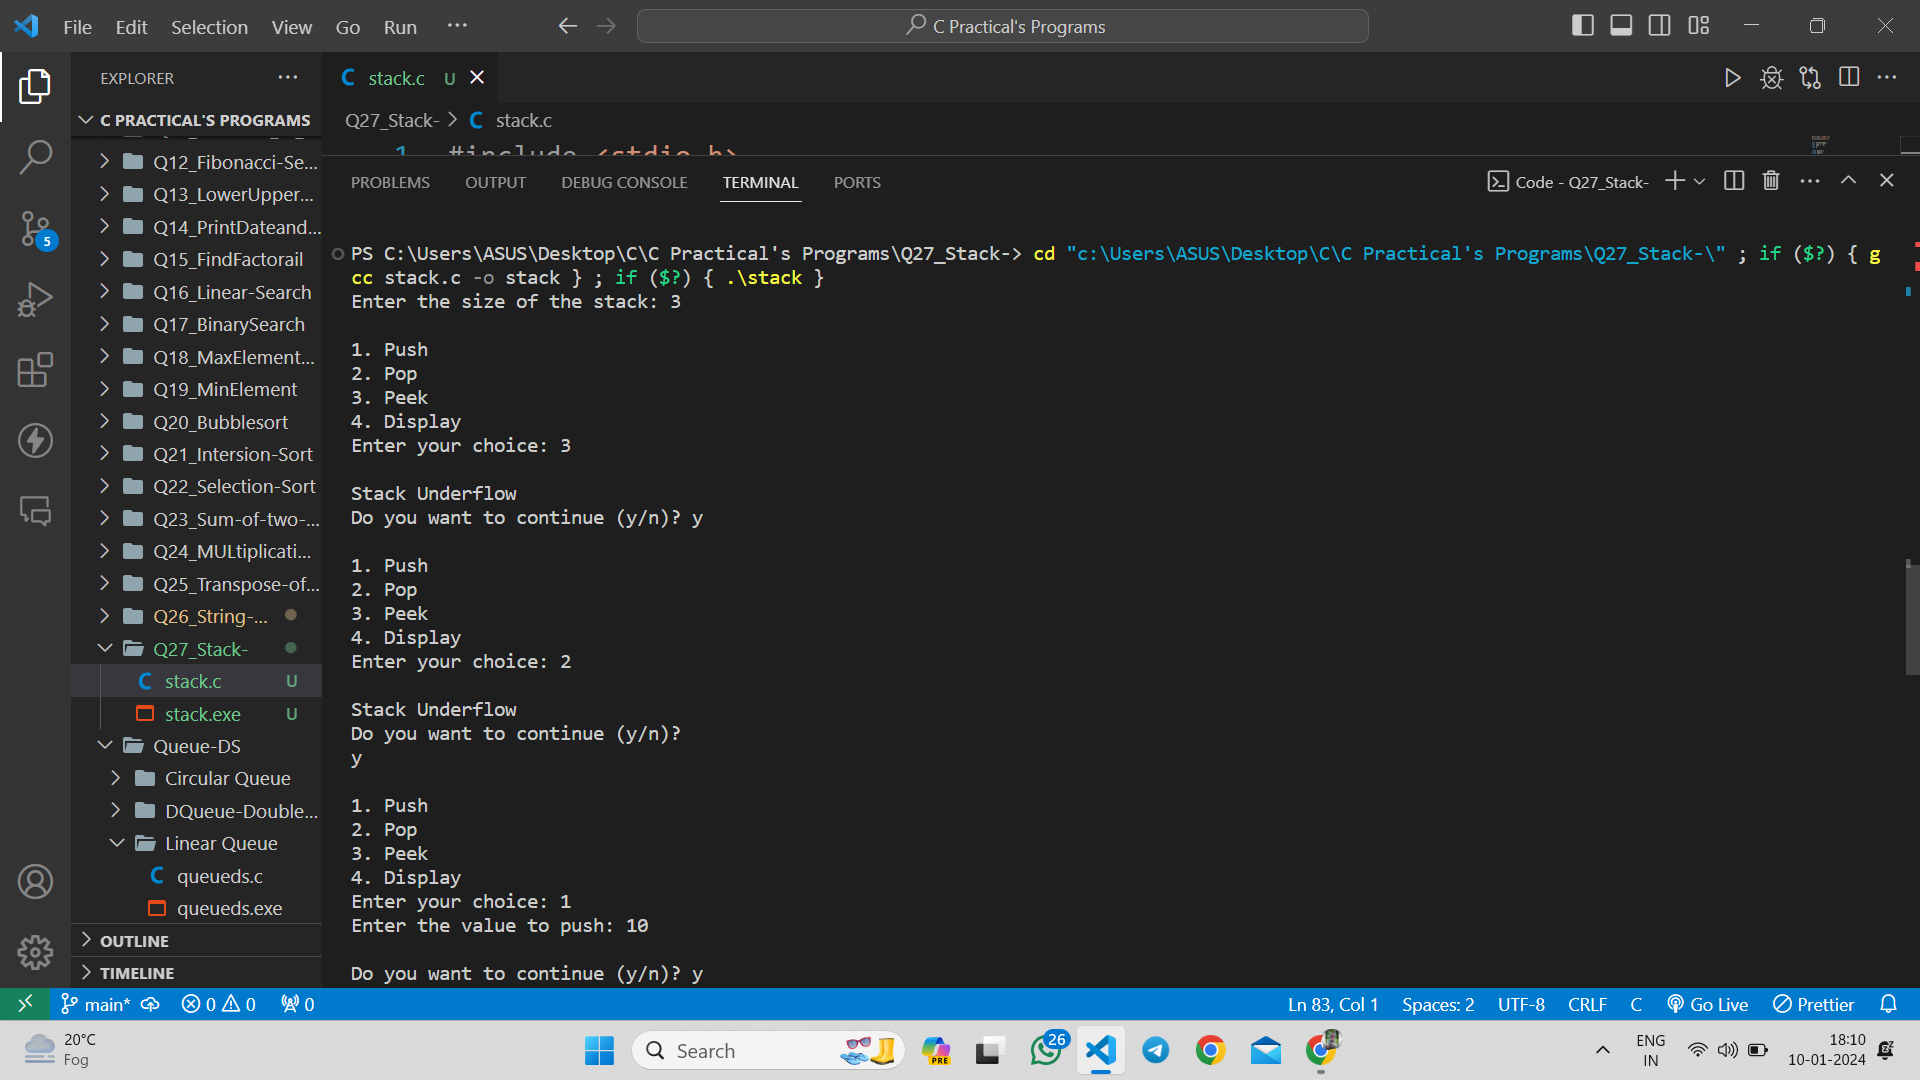 File Edit Selection View Go Run ···
C Practical's Programs
EXPLORER ···
C PRACTICAL'S PROGRAMS
Q12_Fibonacci-Se...
Q13_LowerUpper...
Q14_PrintDateand...
Q15_FindFactorail
Q16_Linear-Search
Q17_BinarySearch
Q18_MaxElement...
Q19_MinElement
Q20_Bubblesort
Q21_Intersion-Sort
Q22_Selection-Sort
Q23_Sum-of-two-...
Q24_MULtiplicati...
Q25_Transpose-of...
Q26_String-...
Q27_Stack-
stack.c U
stack.exe U
Queue-DS
Circular Queue
DQueue-Double...
Linear Queue
queueds.c
queueds.exe
OUTLINE
TIMELINE
5
C stack.c U
Q27_Stack- > C stack.c
1 #include <stdio.h>
PROBLEMS OUTPUT DEBUG CONSOLE TERMINAL PORTS
Code - Q27_Stack-
PS C:\Users\ASUS\Desktop\C\C Practical's Programs\Q27_Stack-> cd "c:\Users\ASUS\Desktop\C\C Practical's Programs\Q27_Stack-\" ; if ($?) { g
cc stack.c -o stack } ; if ($?) { .\stack }
Enter the size of the stack: 3
1. Push
2. Pop
3. Peek
4. Display
Enter your choice: 3
Stack Underflow
Do you want to continue (y/n)? y
1. Push
2. Pop
3. Peek
4. Display
Enter your choice: 2
Stack Underflow
Do you want to continue (y/n)?
y
1. Push
2. Pop
3. Peek
4. Display
Enter your choice: 1
Enter the value to push: 10
Do you want to continue (y/n)? y
main* 0 0 0
Ln 83, Col 1 Spaces: 2 UTF-8 CRLF C Go Live Prettier
20°C
Fog
Search
PRE
26
ENG
IN
18:10
10-01-2024